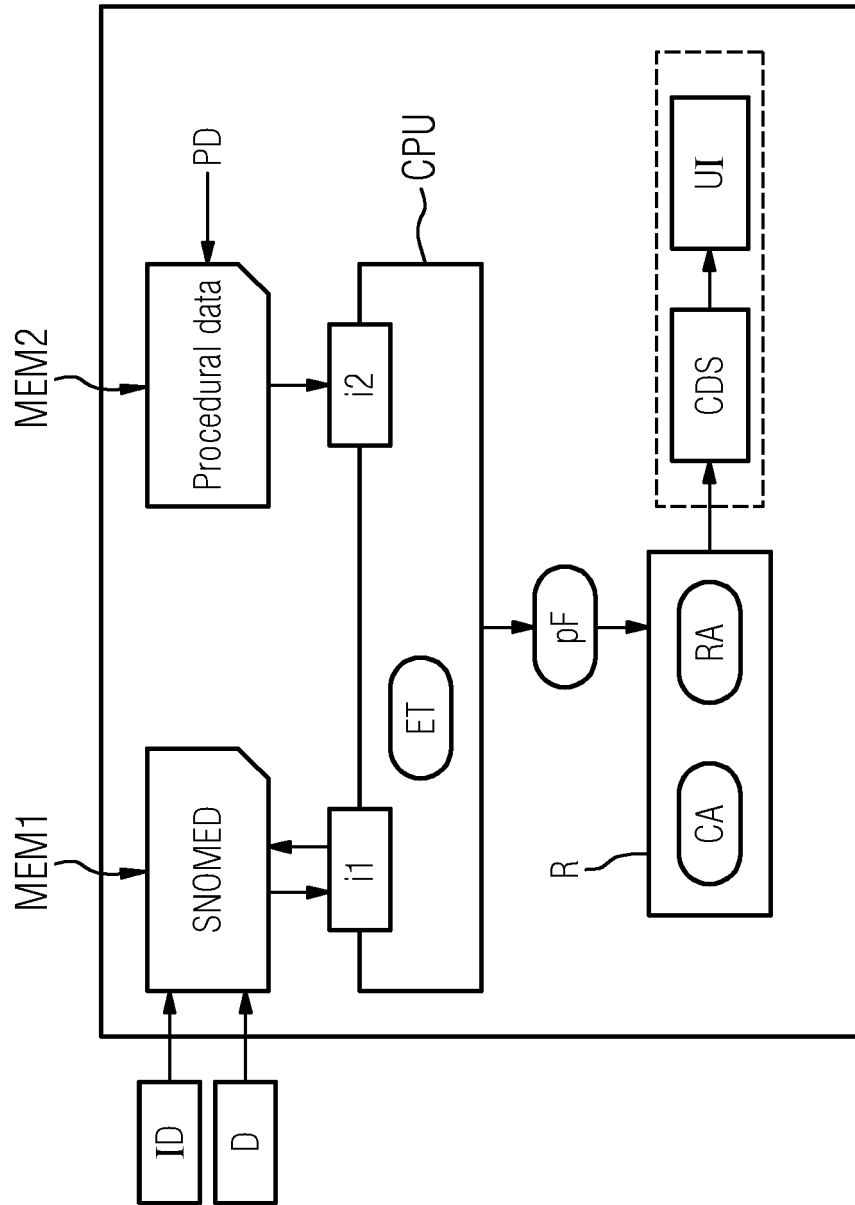 MEM1
MEM2
ID
D
SNOMED
Procedural data
PD
i1
i2
CPU
ET
pF
R
CA
RA
CDS
UI